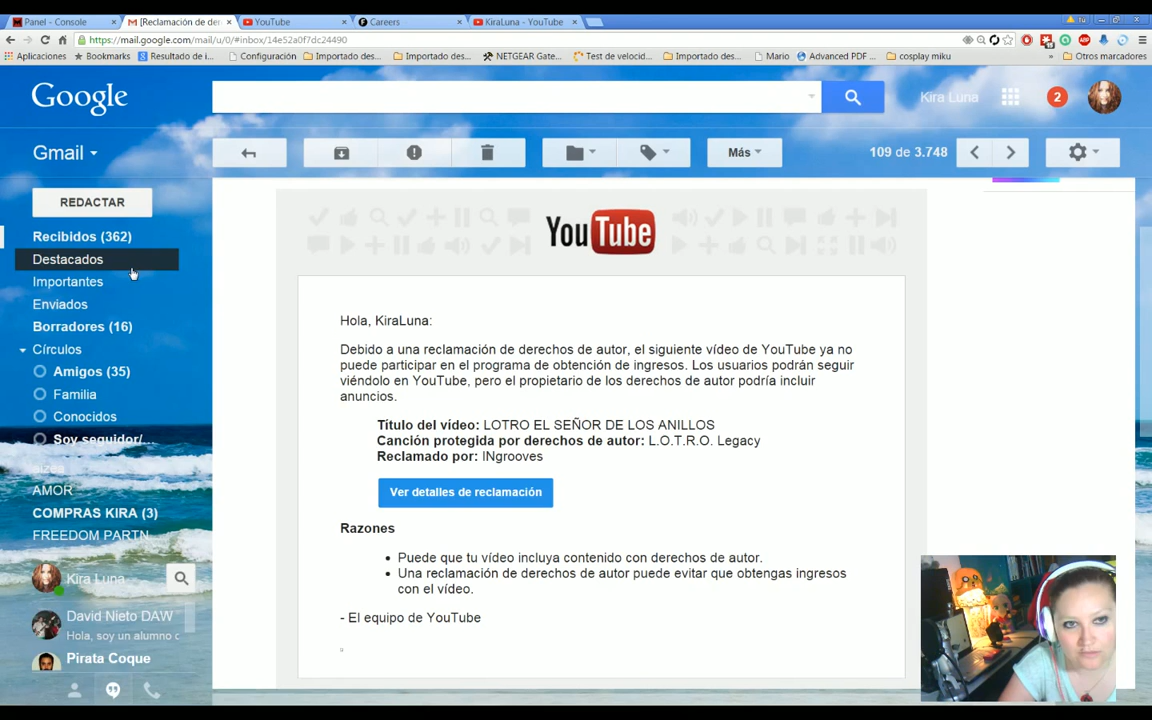 Panel - Console
[Reclamación de der
YouTube
Careers
KiraLuna - YouTube
https://mail.google.com/mail/u/0/#inbox/14e52a0f7dc24490
Aplicaciones
Bookmarks
Resultado de i...
Configuración
Importado des...
Importado des...
NETGEAR Gate...
Test de velocid...
Importado des...
Mario
Advanced PDF ...
cosplay miku
»
Otros marcadores
Google
Kira Luna
2
Gmail
Más
109 de 3.748
REDACTAR
Recibidos (362)
Destacados
Importantes
Enviados
Borradores (16)
Círculos
Amigos (35)
Familia
Conocidos
Soy seguidor/...
AMOR
COMPRAS KIRA (3)
FREEDOM PARTN
Kira Luna
David Nieto DAW
Hola, soy un alumno c
Pirata Coque
YouTube
Hola, KiraLuna:
Debido a una reclamación de derechos de autor, el siguiente vídeo de YouTube ya no
puede participar en el programa de obtención de ingresos. Los usuarios podrán seguir
viéndolo en YouTube, pero el propietario de los derechos de autor podría incluir
anuncios.
Título del vídeo: LOTRO EL SEÑOR DE LOS ANILLOS
Canción protegida por derechos de autor: L.O.T.R.O. Legacy
Reclamado por: INgrooves
Ver detalles de reclamación
Razones
• Puede que tu vídeo incluya contenido con derechos de autor.
• Una reclamación de derechos de autor puede evitar que obtengas ingresos
con el vídeo.
- El equipo de YouTube